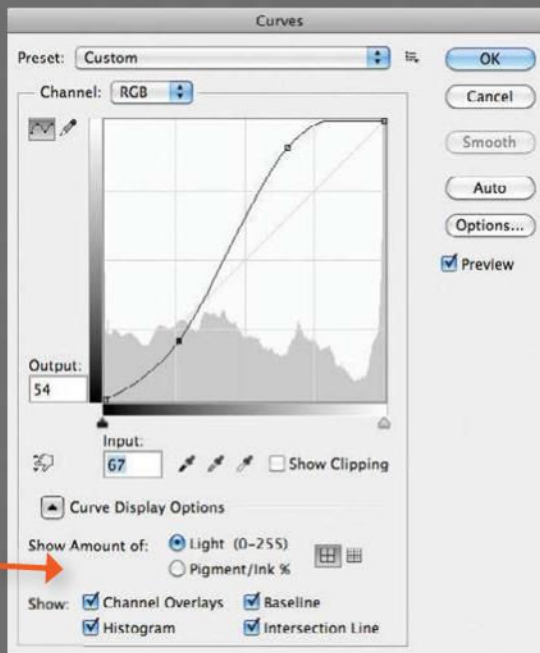 Curves
Preset: Custom
OK
Channel: RGB
Cancel
Smooth
Auto
Options...
Preview
Output:
54
Input:
67
Show Clipping
Curve Display Options
Show Amount of: Light (0-255)
Pigment/Ink %
Show: Channel Overlays Baseline
Histogram Intersection Line